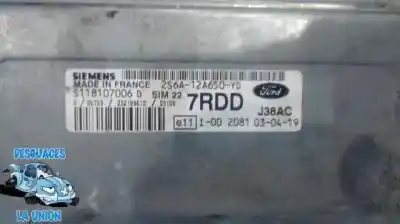 SIEMENS
MADE IN FRANCE 2S6A-12A650-YD
S118107006 D SIM 22 7RDD Ford
J38AC
e11 I-00 2081 03-04-19
DESGUACES
LA UNION